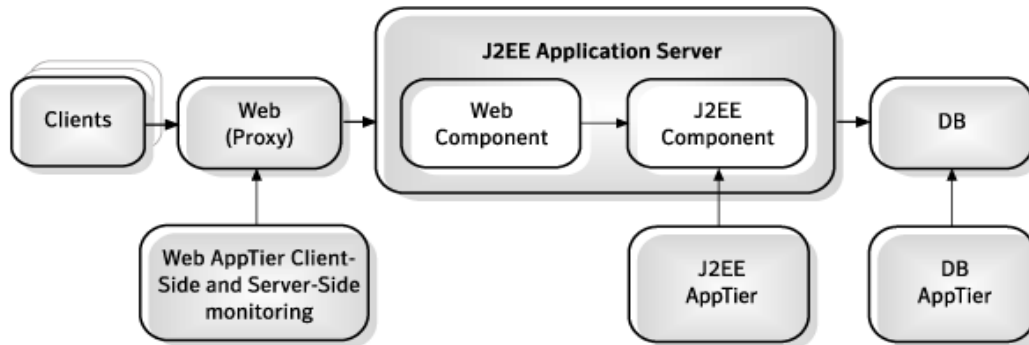 J2EE Application Server
Clients
Web
(Proxy)
Web
Component
J2EE
Component
DB
Web AppTier Client-
Side and Server-Side
monitoring
J2EE
AppTier
DB
AppTier